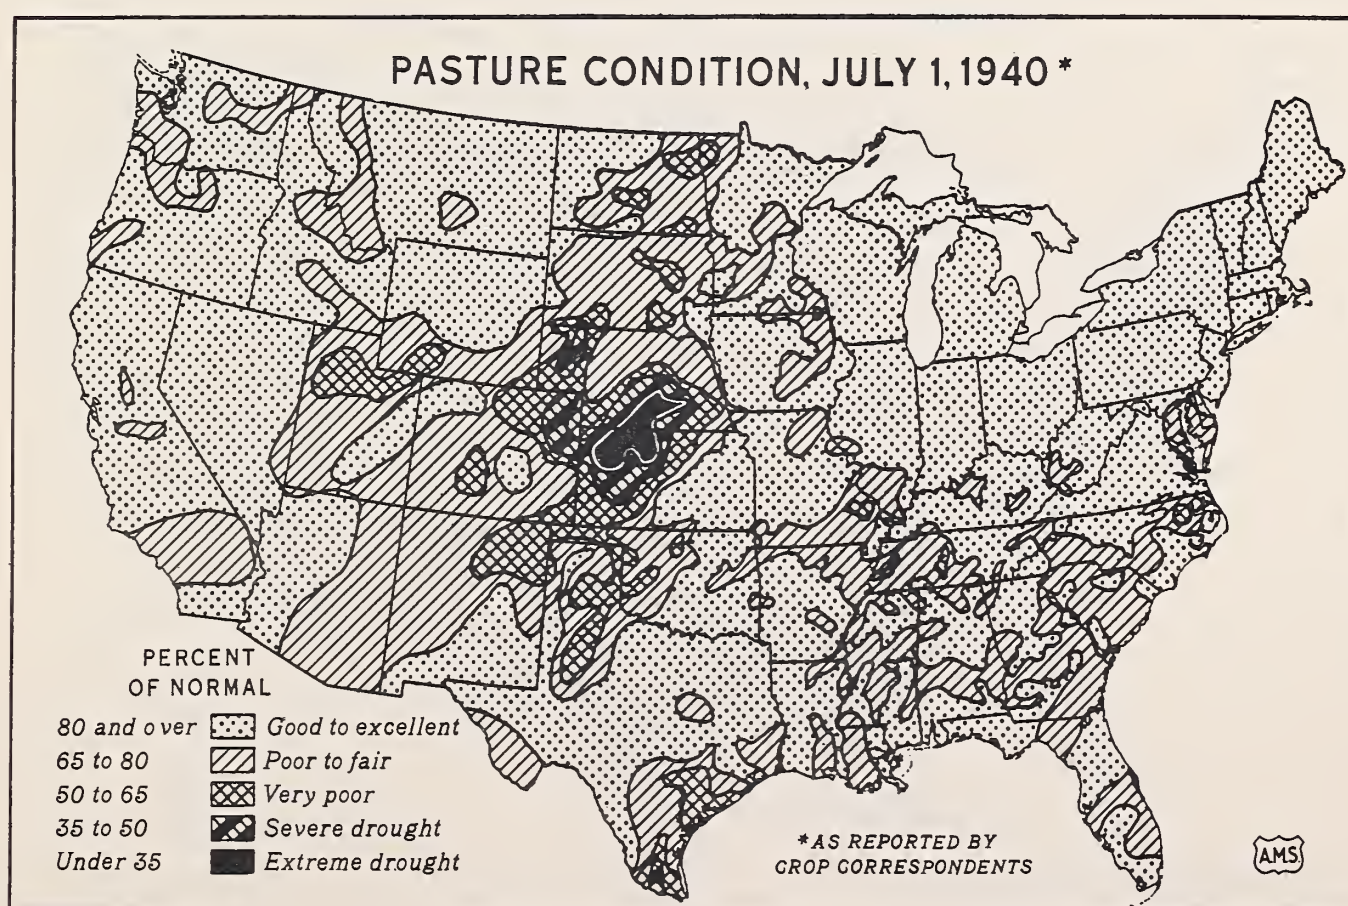 PASTURE CONDITION, JULY 1, 1940*
PERCENT
OF NORMAL
80 and over Good to excellent
65 to 80 Poor to fair
50 to 65 Very poor
35 to 50 Severe drought
Under 35 Extreme drought
*AS REPORTED BY
CROP CORRESPONDENTS
A.M.S.